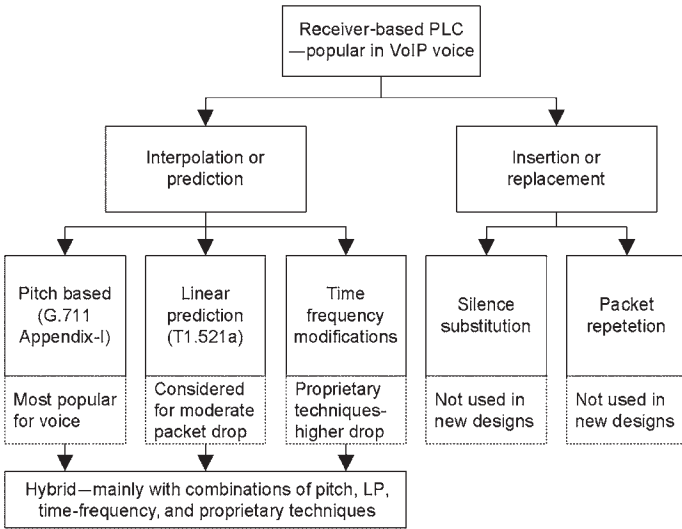 Receiver-based PLC
—popular in VoIP voice
Interpolation or
prediction
Insertion or
replacement
Pitch based
(G.711
Appendix-I)
Linear
prediction
(T1.521a)
Time
frequency
modifications
Silence
substitution
Packet
repetetion
Most popular
for voice
Considered
for moderate
packet drop
Proprietary
techniques-
higher drop
Not used in
new designs
Not used in
new designs
Hybrid—mainly with combinations of pitch, LP,
time-frequency, and proprietary techniques